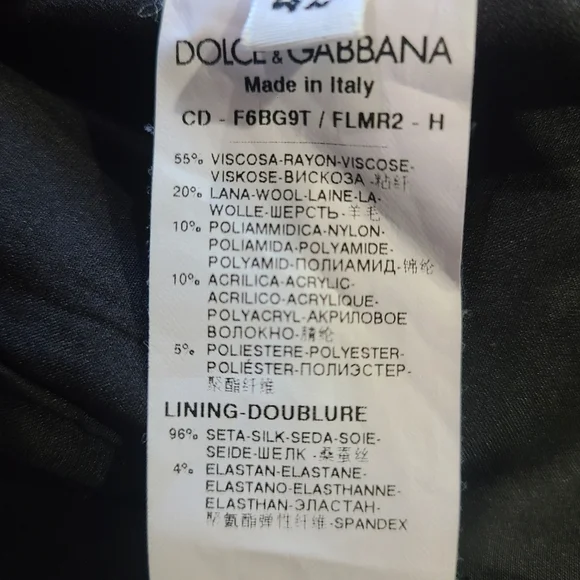 DOLCE & GABBANA
Made in Italy
CD - F6BG9T / FLMR2 - H
55% VISCOSA-RAYON-VISCOSE-
VISKOSE-ВИСКОЗА-粘纤
20% LANA-WOOL-LAINE-LA-
WOLLE-ШЕРСТЬ-羊毛
10% POLIAMMIDICA-NYLON-
POLIAMIDA-POLYAMIDE-
POLYAMID-ПОЛИАМИД-锦纶
10% ACRILICA-ACRYLIC-
ACRILICO-ACRYLIQUE-
POLYACRYL-АКРИЛОВОЕ
ВОЛОКНО-腈纶
5% POLIESTERE-POLYESTER-
POLIÉSTER-ПОЛИЭСТЕР-
聚酯纤维
LINING-DOUBLURE
96% SETA-SILK-SEDA-SOIE-
SEIDE-ШЕЛК -桑蚕丝
4% ELASTAN-ELASTANE-
ELASTANO-ELASTHANNE-
ELASTHAN-ЭЛАСТАН-
聚氨酯弹性纤维-SPANDEX